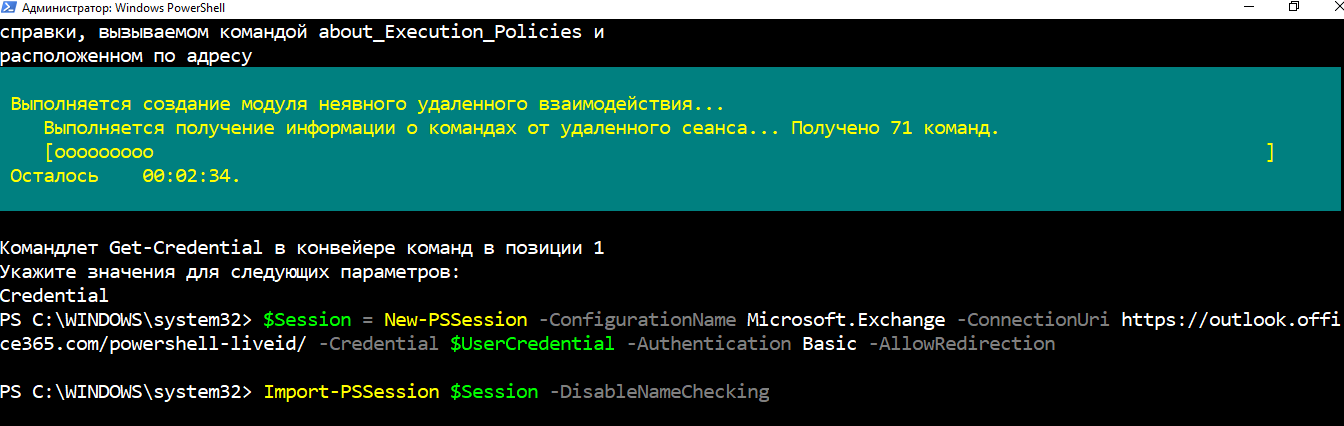 Администратор: Windows PowerShell
справки, вызываемом командой about_Execution_Policies и
расположенном по адресу
Выполняется создание модуля неявного удаленного взаимодействия...
Выполняется получение информации о командах от удаленного сеанса... Получено 71 команд.
[ooooooooo ]
Осталось 00:02:34.
Командлет Get-Credential в конвейере команд в позиции 1
Укажите значения для следующих параметров:
Credential
PS C:\WINDOWS\system32> $Session = New-PSSession -ConfigurationName Microsoft.Exchange -ConnectionUri https://outlook.offi
ce365.com/powershell-liveid/ -Credential $UserCredential -Authentication Basic -AllowRedirection
PS C:\WINDOWS\system32> Import-PSSession $Session -DisableNameChecking